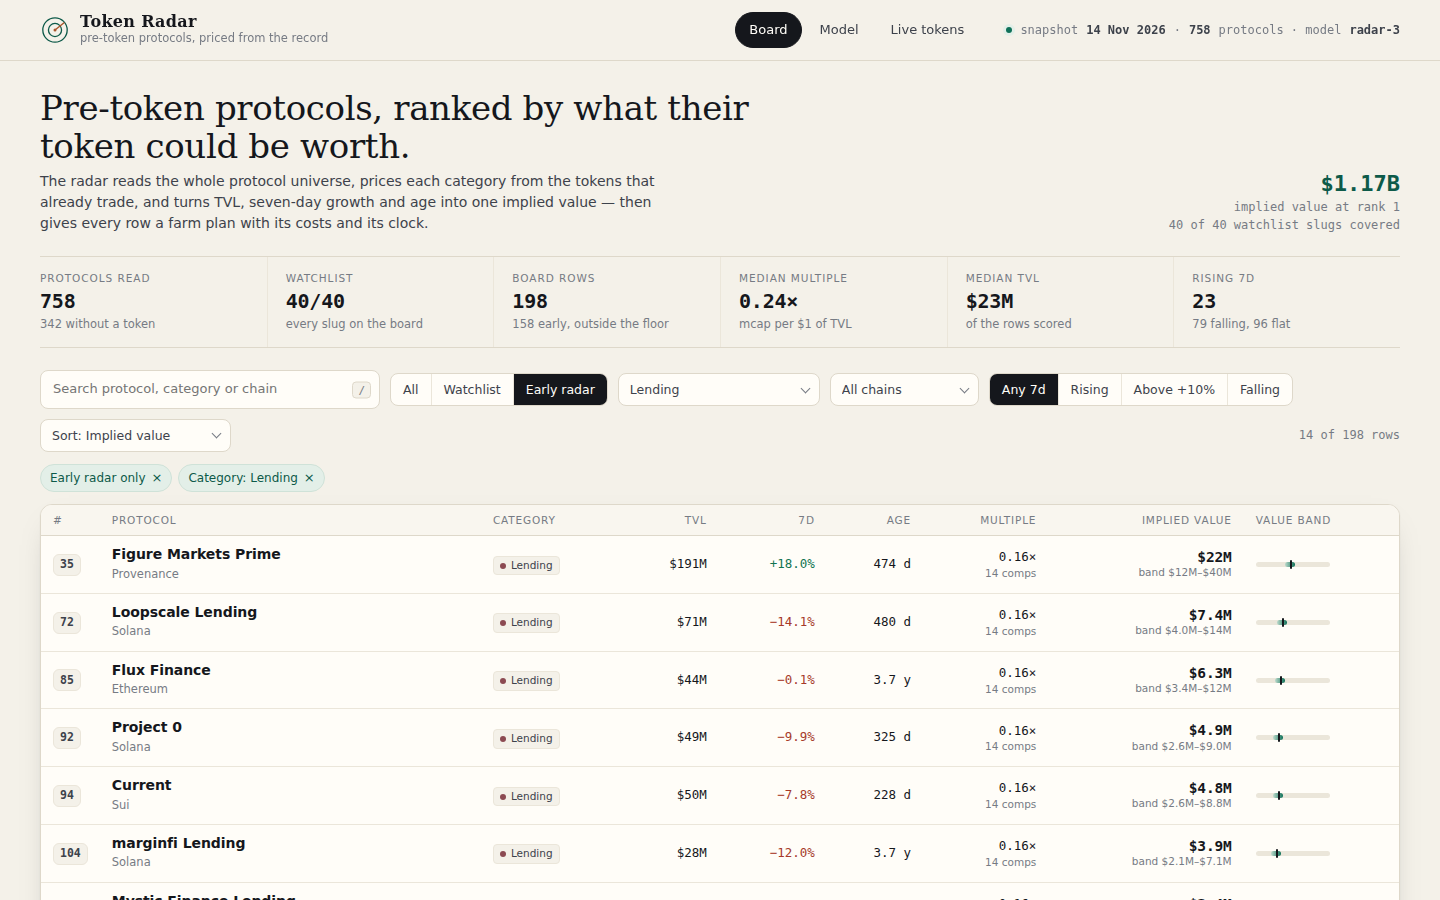 Token Radar
pre-token protocols, priced from the record
Board
Model
Live tokens
snapshot 14 Nov 2026 · 758 protocols · model radar-3
Pre-token protocols, ranked by what their
token could be worth.
The radar reads the whole protocol universe, prices each category from the tokens that
already trade, and turns TVL, seven-day growth and age into one implied value — then
gives every row a farm plan with its costs and its clock.
$1.17B
implied value at rank 1
40 of 40 watchlist slugs covered
PROTOCOLS READ
758
342 without a token
WATCHLIST
40/40
every slug on the board
BOARD ROWS
198
158 early, outside the floor
MEDIAN MULTIPLE
0.24×
mcap per $1 of TVL
MEDIAN TVL
$23M
of the rows scored
RISING 7D
23
79 falling, 96 flat
Search protocol, category or chain /
All Watchlist Early radar
Lending
All chains
Any 7d Rising Above +10% Falling
Sort: Implied value
14 of 198 rows
Early radar only ×
Category: Lending ×
# PROTOCOL CATEGORY TVL 7D AGE MULTIPLE IMPLIED VALUE VALUE BAND
35 Figure Markets Prime Lending $191M +18.0% 474 d 0.16× $22M
Provenance 14 comps band $12M–$40M
72 Loopscale Lending Lending $71M −14.1% 480 d 0.16× $7.4M
Solana 14 comps band $4.0M–$14M
85 Flux Finance Lending $44M −0.1% 3.7 y 0.16× $6.3M
Ethereum 14 comps band $3.4M–$12M
92 Project 0 Lending $49M −9.9% 325 d 0.16× $4.9M
Solana 14 comps band $2.6M–$9.0M
94 Current Lending $50M −7.8% 228 d 0.16× $4.8M
Sui 14 comps band $2.6M–$8.8M
104 marginfi Lending Lending $28M −12.0% 3.7 y 0.16× $3.9M
Solana 14 comps band $2.1M–$7.1M
Mystic Finance Lending